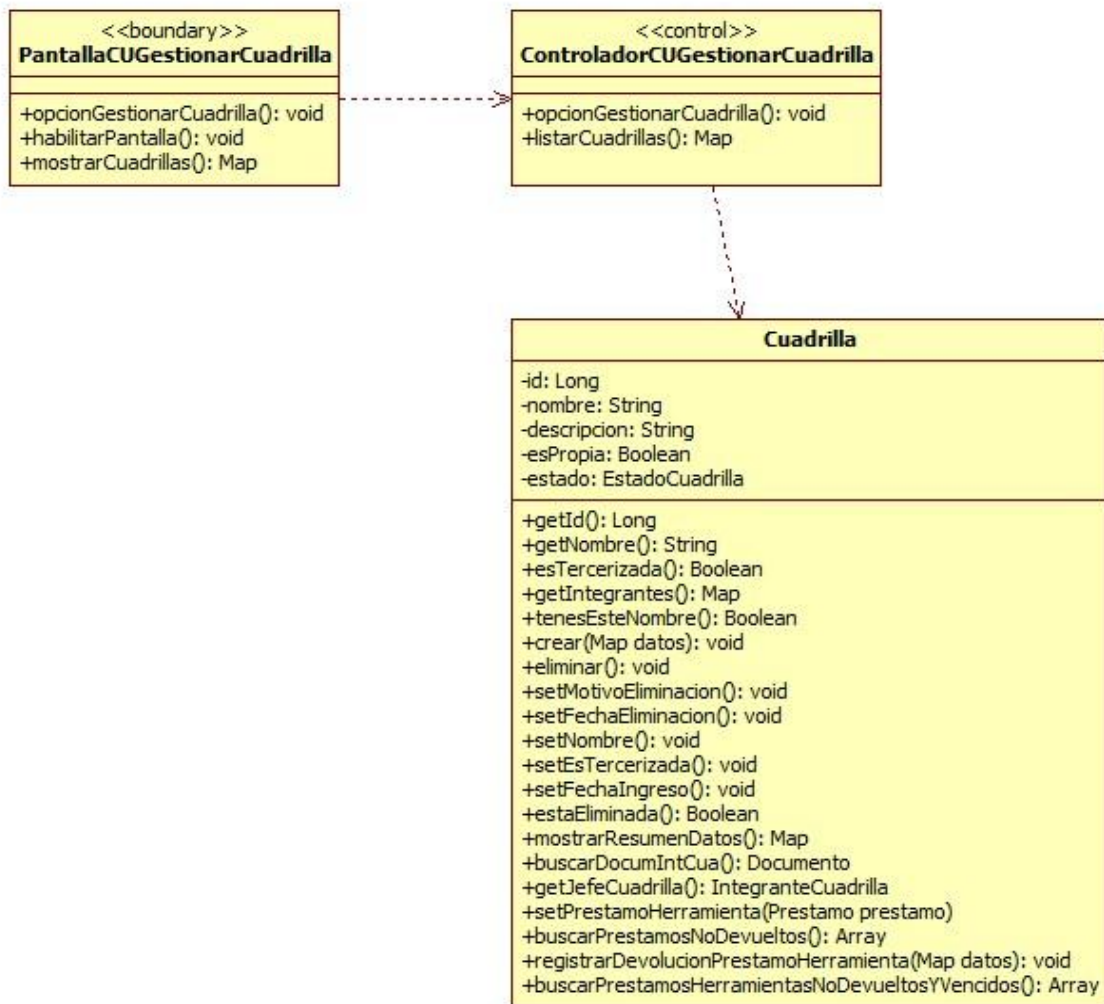 <<boundary>>
PantallaCUGestionarCuadrilla
+opcionGestionarCuadrilla(): void
+habilitarPantalla(): void
+mostrarCuadrillas(): Map
<<control>>
ControladorCUGestionarCuadrilla
+opcionGestionarCuadrilla(): void
+listarCuadrillas(): Map
Cuadrilla
-id: Long
-nombre: String
-descripcion: String
-esPropia: Boolean
-estado: EstadoCuadrilla
+getId(): Long
+getNombre(): String
+esTercerizada(): Boolean
+getIntegrantes(): Map
+tenesEsteNombre(): Boolean
+crear(Map datos): void
+eliminar(): void
+setMotivoEliminacion(): void
+setFechaEliminacion(): void
+setNombre(): void
+setEsTercerizada(): void
+setFechaIngreso(): void
+estaEliminada(): Boolean
+mostrarResumenDatos(): Map
+buscarDocumIntCua(): Documento
+getJefeCuadrilla(): IntegranteCuadrilla
+setPrestamoHerramienta(Prestamo prestamo)
+buscarPrestamosNoDevueltos(): Array
+registrarDevolucionPrestamoHerramienta(Map datos): void
+buscarPrestamosHerramientasNoDevueltosYVencidos(): Array